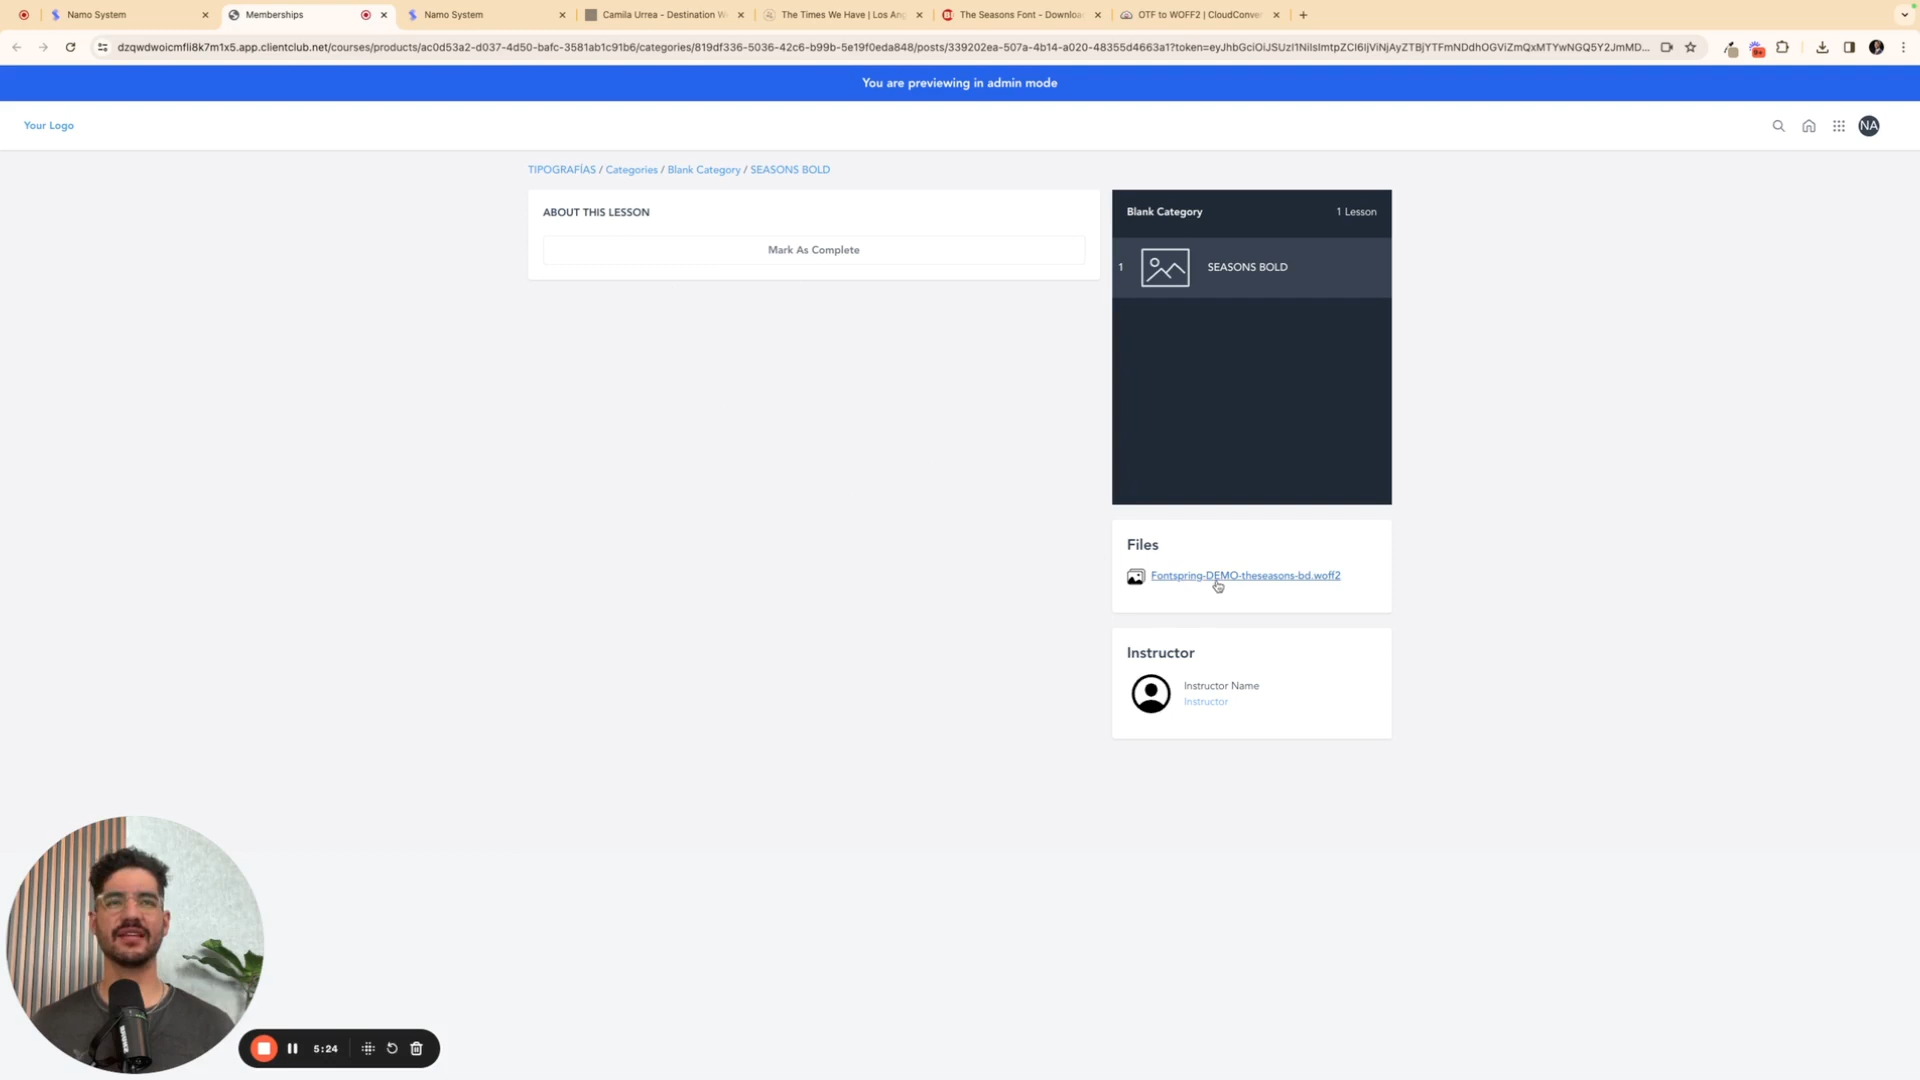 Namo System
Memberships
Namo System
Camila Urrea - Destination W
The Times We Have | Los Ang
The Seasons Font - Downloa
OTF to WOFF2 | CloudConver
You are previewing in admin mode
Your Logo
NA
TIPOGRAFÍAS / Categories / Blank Category / SEASONS BOLD
ABOUT THIS LESSON
Mark As Complete
Blank Category
1 Lesson
1
SEASONS BOLD
Files
Fontspring-DEMO-theseasons-bd.woff2
Instructor
Instructor Name
Instructor
5:24